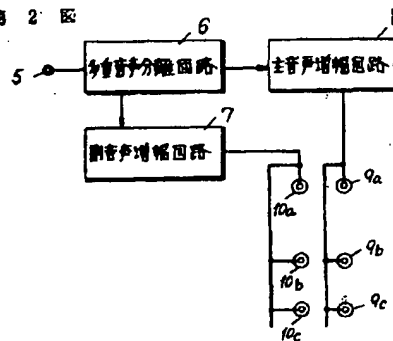 第 2 図
6
8
5
多重音声分離回路
主音声増幅回路
7
副音声増幅回路
10a
9a
10b
9b
10c
9c